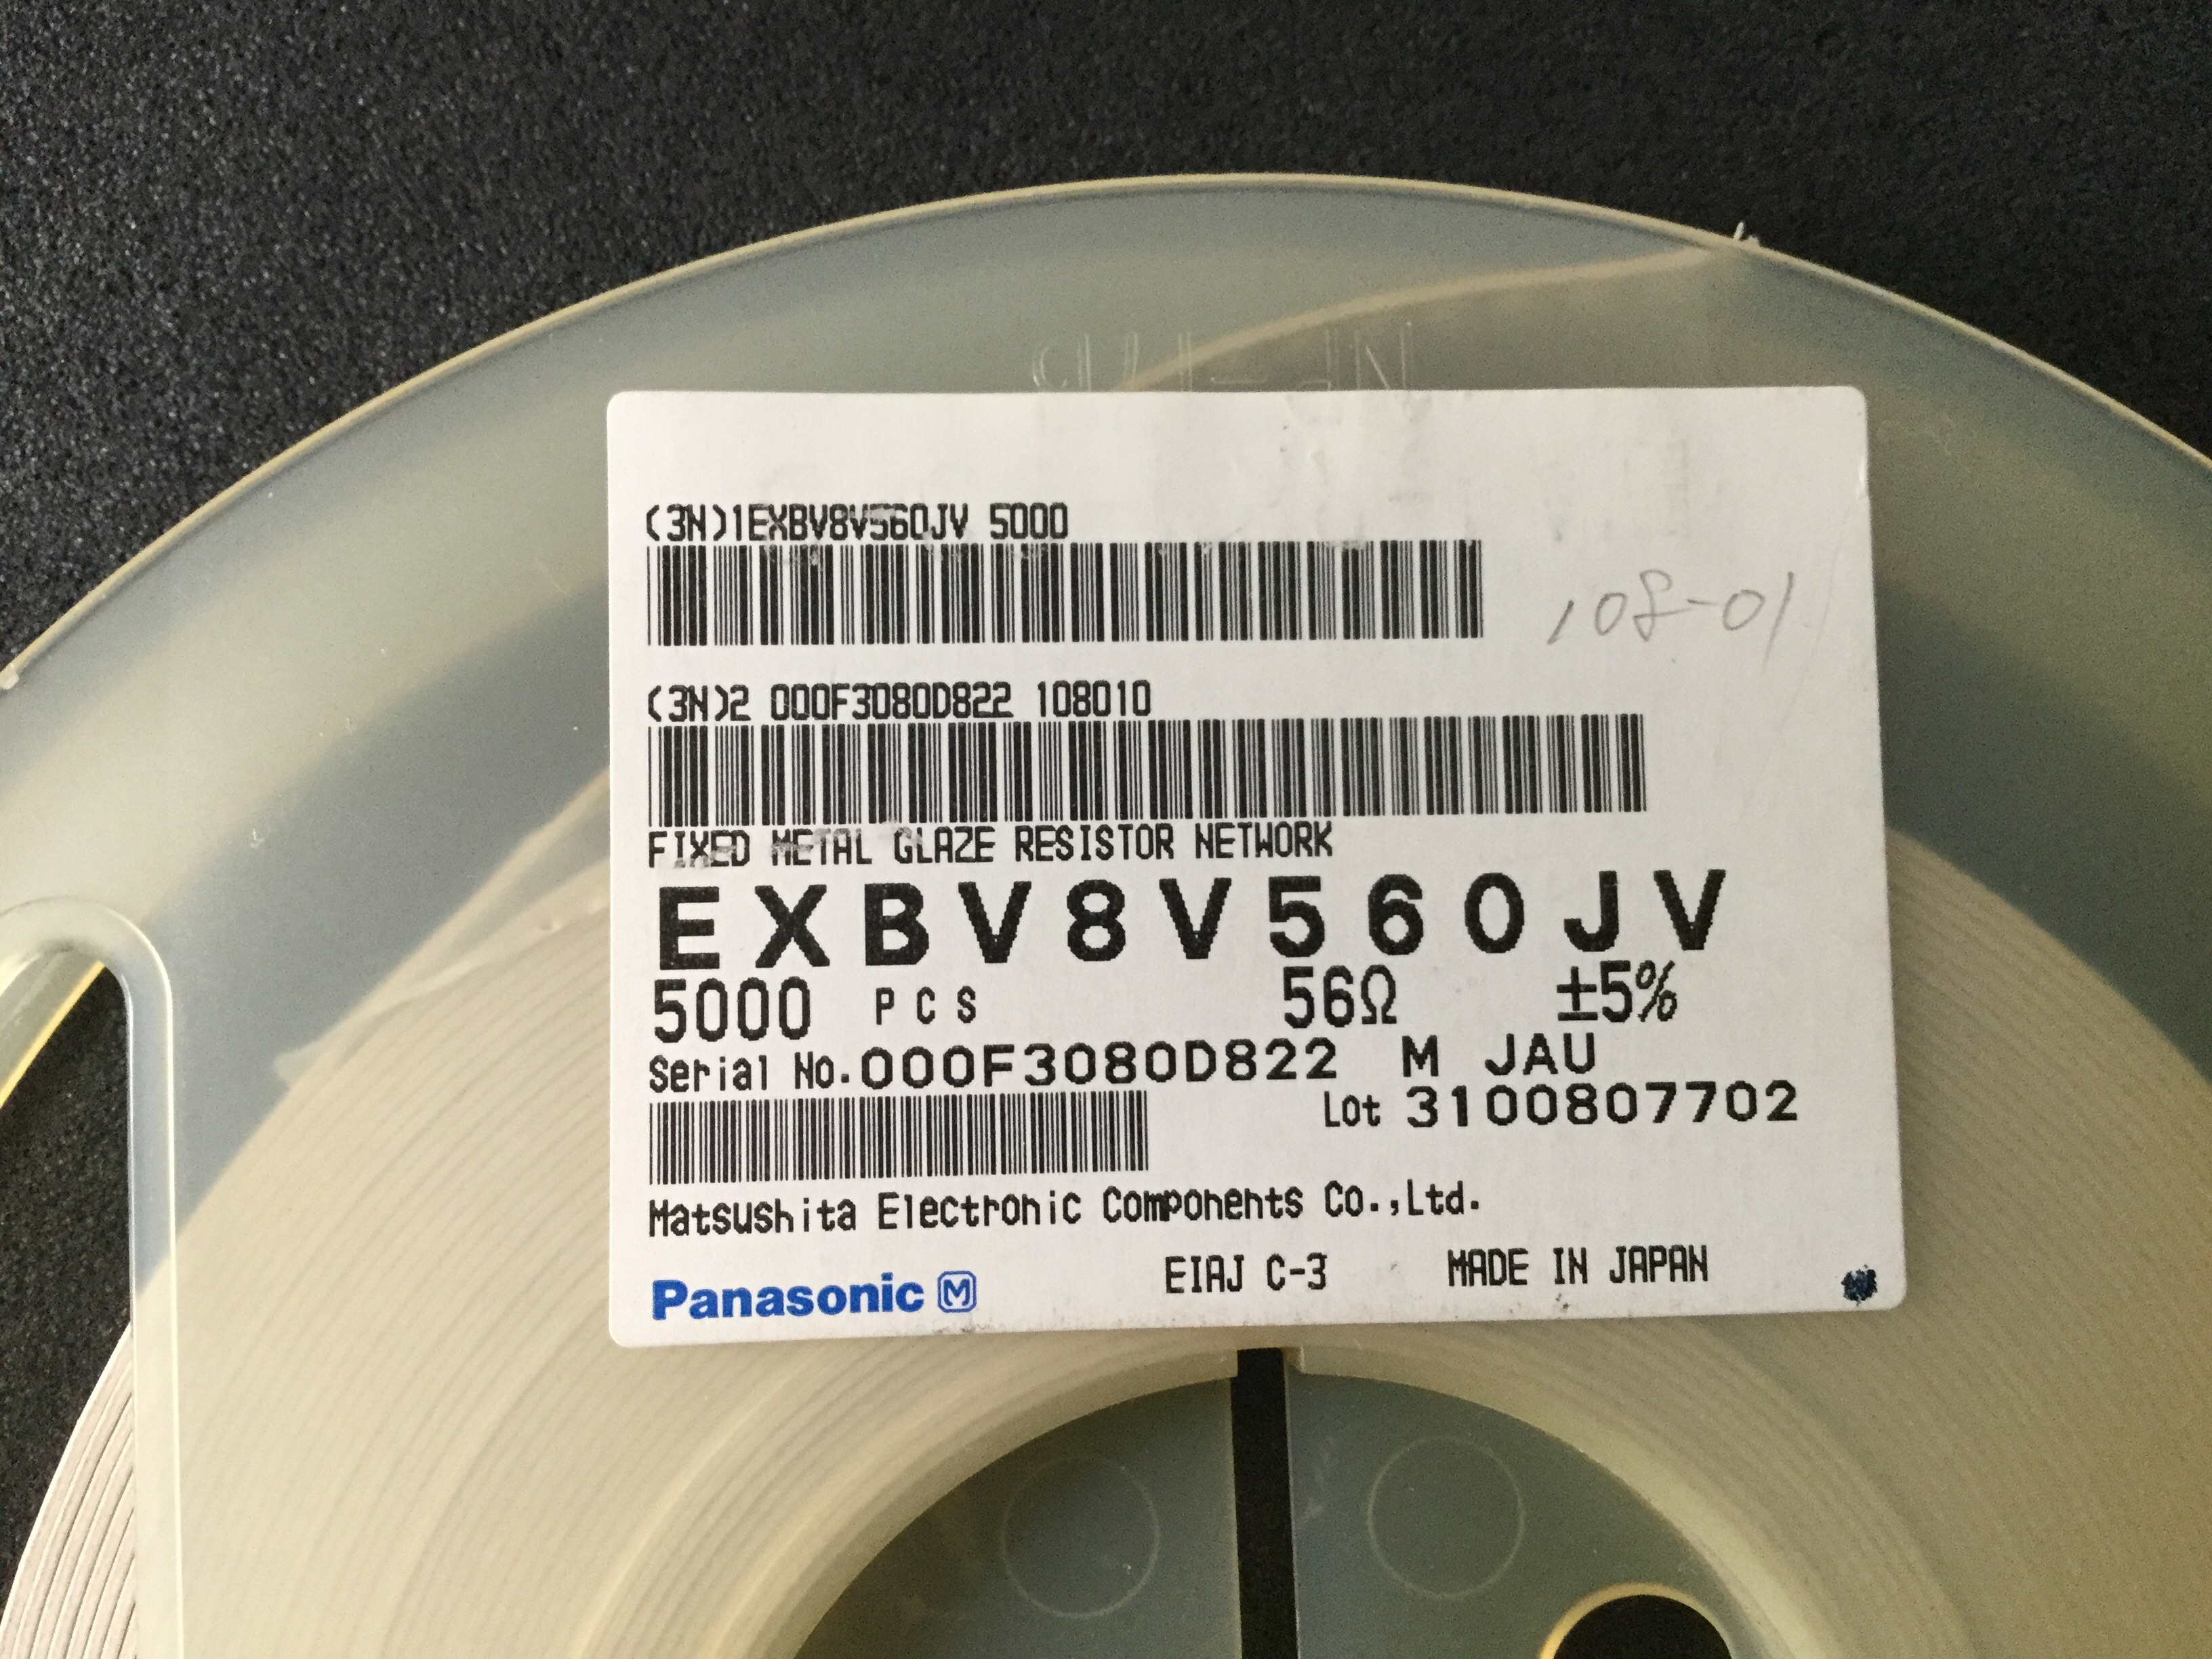 (3N)1EXBV8V560JV 5000
108-01
(3N)2 000F3080D822 108010
FIXED METAL GLAZE RESISTOR NETWORK
EXBV8V560JV
5000 PCS 56Ω ±5%
Serial No.000F3080D822 M JAU
Lot 3100807702
Matsushita Electronic Components Co.,Ltd.
Panasonic M EIAJ C-3 MADE IN JAPAN